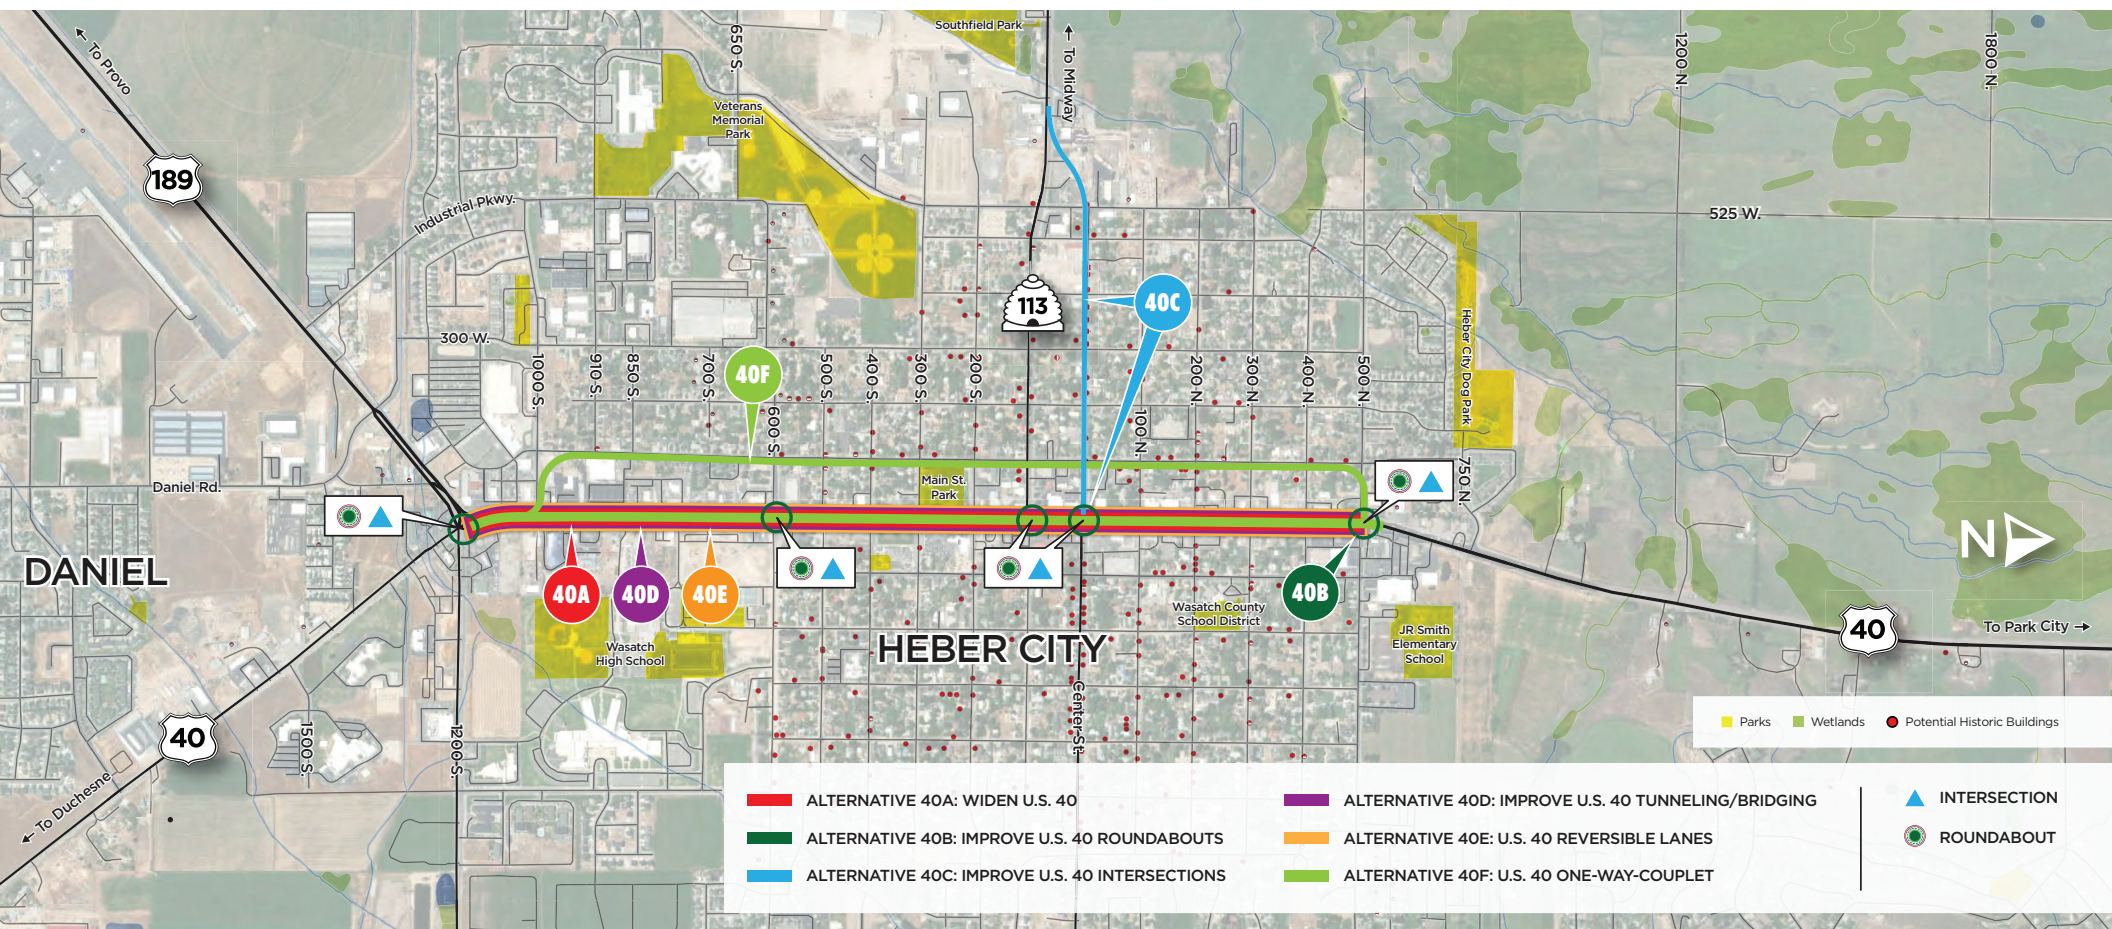 Southfield Park
← To Provo
650 S.
← To Midway
1200 N.
1800 N.
Veterans
Memorial
Park
189
Industrial Pkwy.
525 W.
113
40C
300 W.
Heber City Dog Park
1000 S.
910 S.
850 S.
700 S.
40F
600 S.
500 S.
400 S.
300 S.
200 S.
100 N.
200 N.
300 N.
400 N.
500 N.
750 N.
Daniel Rd.
Main St.
Park
N
DANIEL
40A
40D
40E
40B
Wasatch County
School District
Wasatch
High School
HEBER CITY
JR Smith
Elementary
School
40
To Park City →
40
1500 S.
1200 S.
Center St.
← To Duchesne
Parks
Wetlands
Potential Historic Buildings
ALTERNATIVE 40A: WIDEN U.S. 40
ALTERNATIVE 40B: IMPROVE U.S. 40 ROUNDABOUTS
ALTERNATIVE 40C: IMPROVE U.S. 40 INTERSECTIONS
ALTERNATIVE 40D: IMPROVE U.S. 40 TUNNELING/BRIDGING
ALTERNATIVE 40E: U.S. 40 REVERSIBLE LANES
ALTERNATIVE 40F: U.S. 40 ONE-WAY-COUPLET
INTERSECTION
ROUNDABOUT